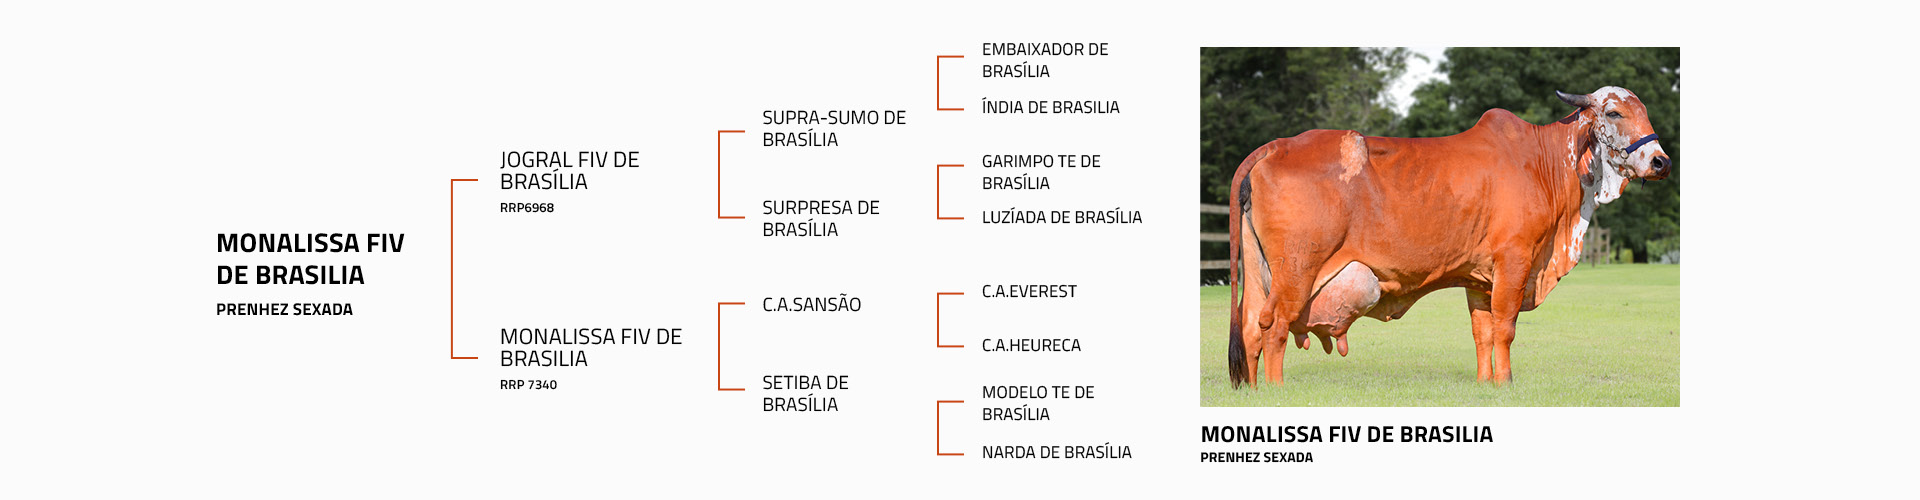 MONALISSA FIV
DE BRASILIA
PRENHEZ SEXADA
JOGRAL FIV DE
BRASÍLIA
RRP6968
MONALISSA FIV DE
BRASILIA
RRP 7340
SUPRA-SUMO DE
BRASÍLIA
SURPRESA DE
BRASÍLIA
C.A.SANSÃO
SETIBA DE
BRASÍLIA
EMBAIXADOR DE
BRASÍLIA
ÍNDIA DE BRASILIA
GARIMPO TE DE
BRASÍLIA
LUZÍADA DE BRASÍLIA
C.A.EVEREST
C.A.HEURECA
MODELO TE DE
BRASÍLIA
NARDA DE BRASÍLIA
MONALISSA FIV DE BRASILIA
PRENHEZ SEXADA